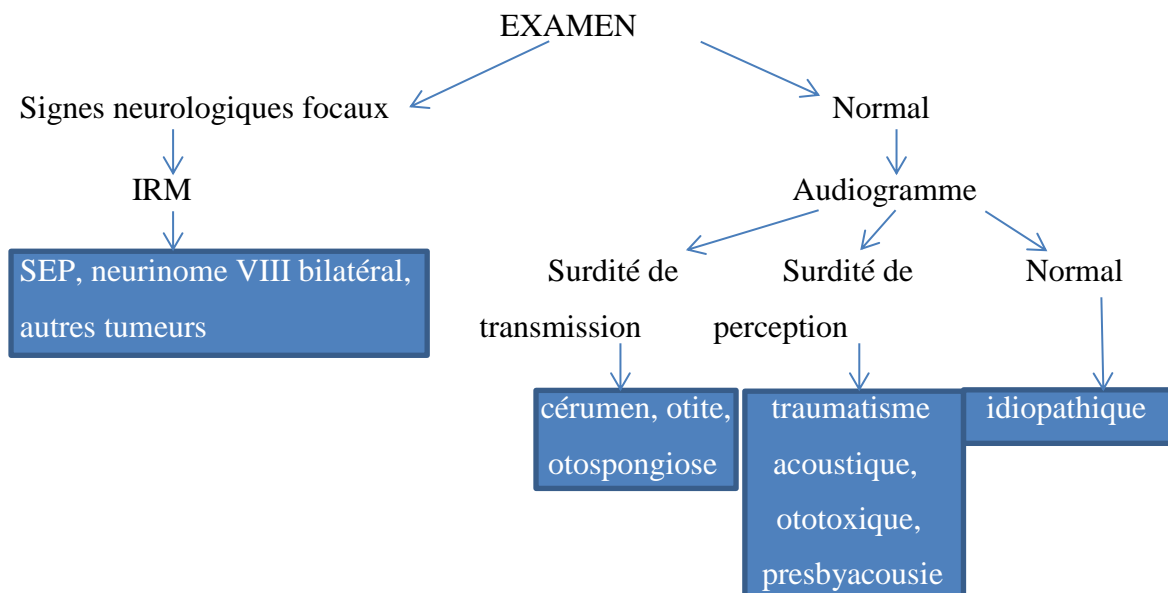 EXAMEN
Signes neurologiques focaux
Normal
IRM
Audiogramme
SEP, neurinome VIII bilatéral,
autres tumeurs
Surdité de
transmission
Surdité de
perception
Normal
cérumen, otite,
otospongiose
traumatisme
acoustique,
ototoxique,
presbyacousie
idiopathique